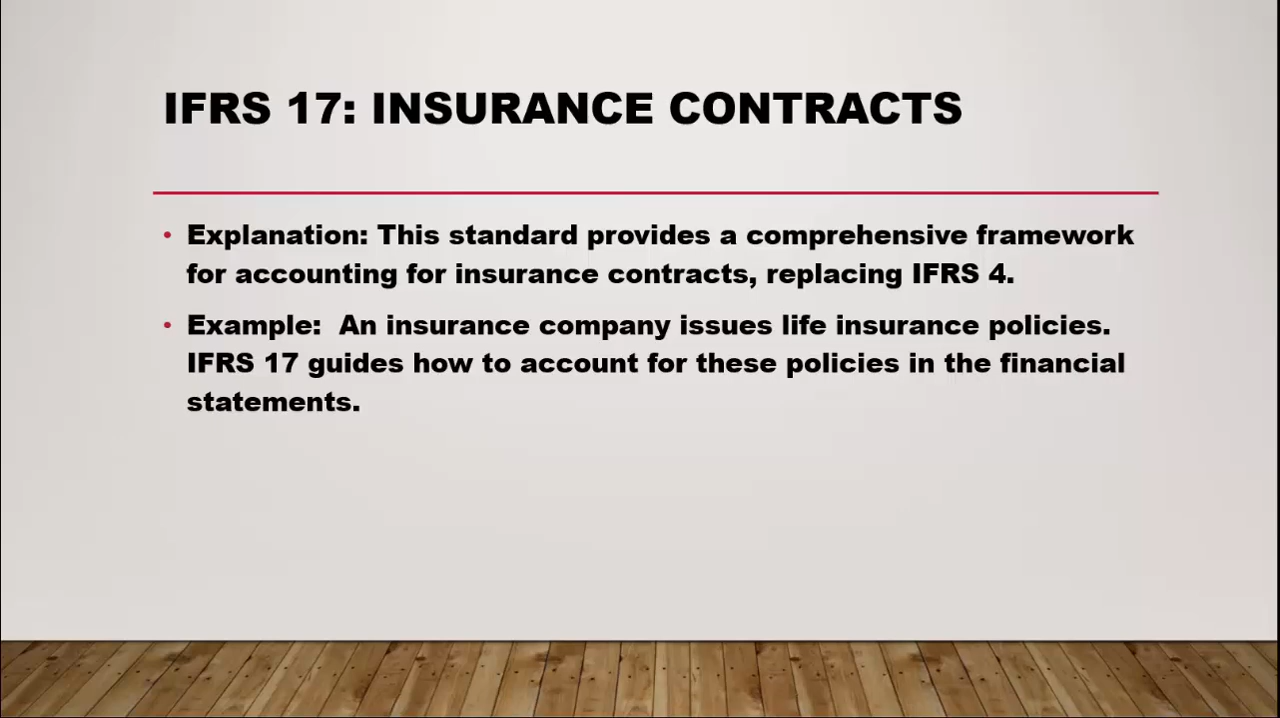 IFRS 17: INSURANCE CONTRACTS
• Explanation: This standard provides a comprehensive framework
for accounting for insurance contracts, replacing IFRS 4.
• Example:  An insurance company issues life insurance policies.
IFRS 17 guides how to account for these policies in the financial
statements.